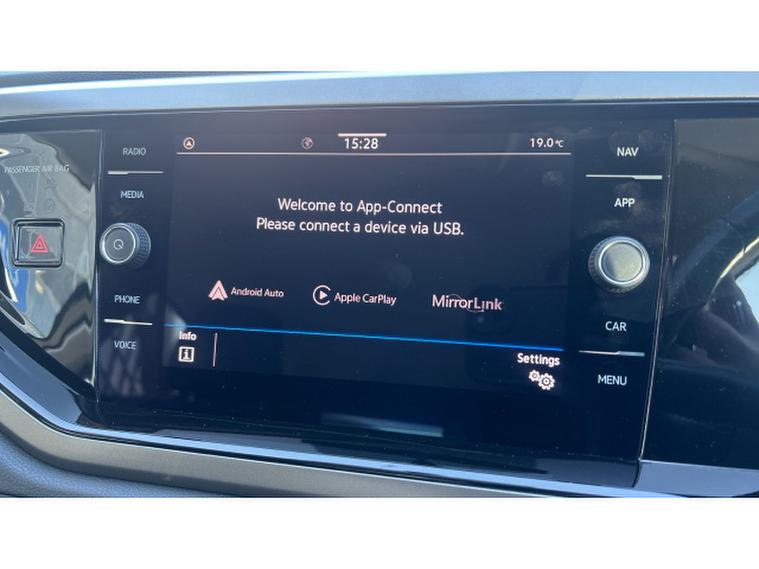 PASSENGER AIR BAG
RADIO
MEDIA
PHONE
VOICE
15:28
19.0°C
Welcome to App-Connect
Please connect a device via USB.
Android Auto
Apple CarPlay
MirrorLink
Info
Settings
NAV
APP
CAR
MENU